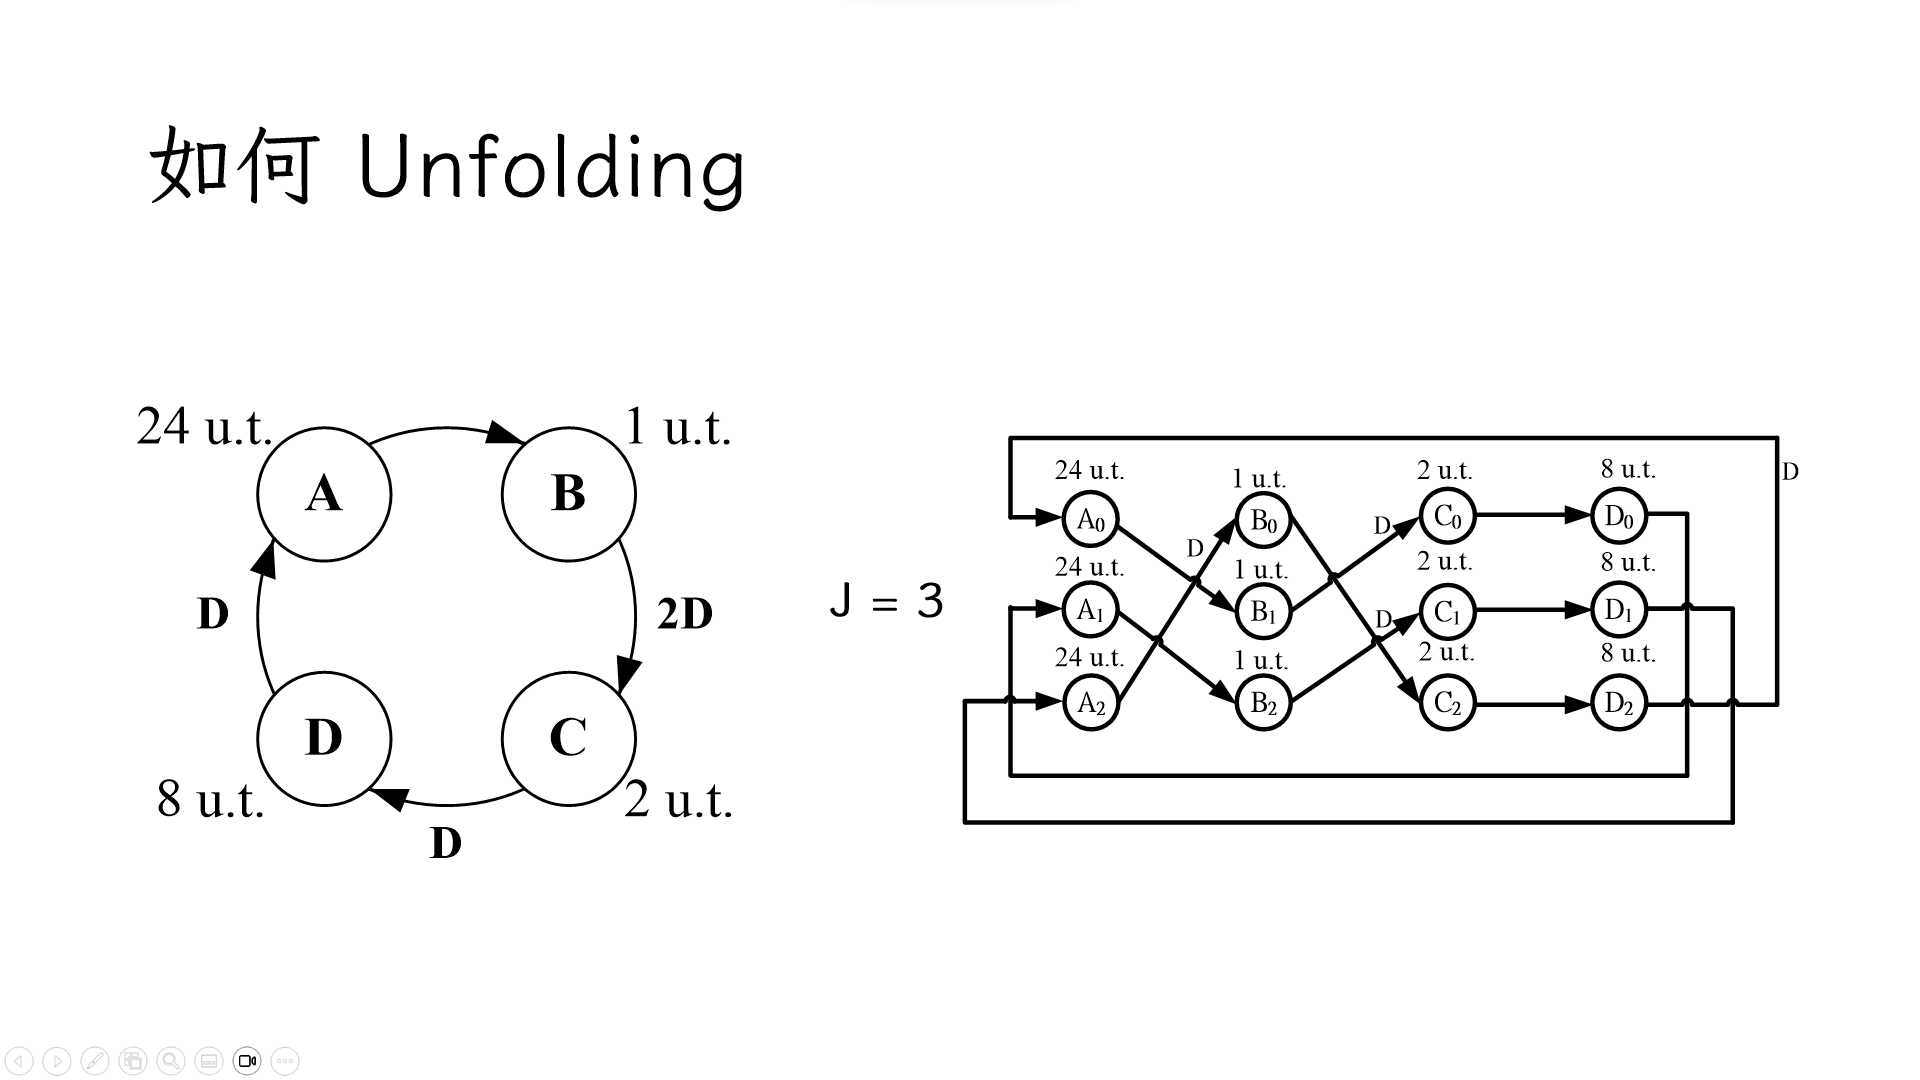 如何 Unfolding
24 u.t.
1 u.t.
A
B
D
2D
D
C
8 u.t.
2 u.t.
D
J = 3
D
24 u.t.
1 u.t.
2 u.t.
8 u.t.
A0
B0
C0
D0
D
D
24 u.t.
1 u.t.
2 u.t.
8 u.t.
A1
B1
C1
D1
D
24 u.t.
1 u.t.
2 u.t.
8 u.t.
A2
B2
C2
D2